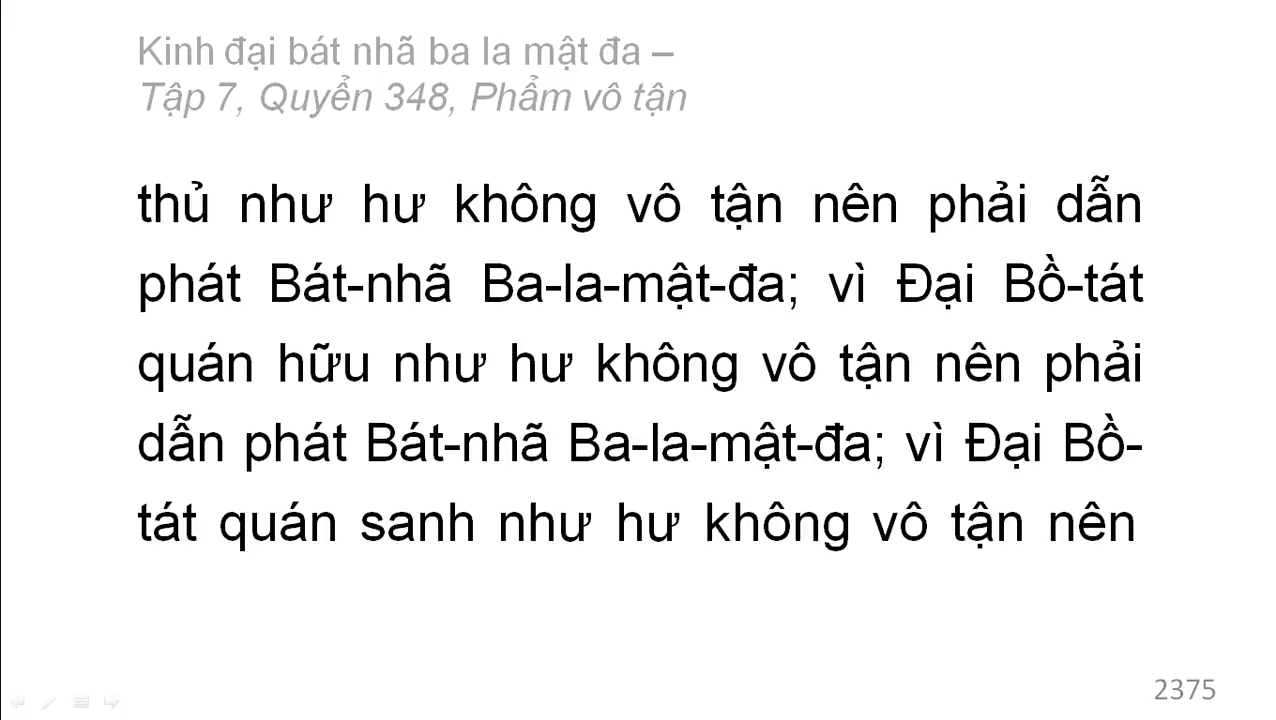 Kinh đại bát nhã ba la mật đa –
Tập 7, Quyển 348, Phẩm vô tận
thủ như hư không vô tận nên phải dẫn
phát Bát-nhã Ba-la-mật-đa; vì Đại Bồ-tát
quán hữu như hư không vô tận nên phải
dẫn phát Bát-nhã Ba-la-mật-đa; vì Đại Bồ-
tát quán sanh như hư không vô tận nên
2375